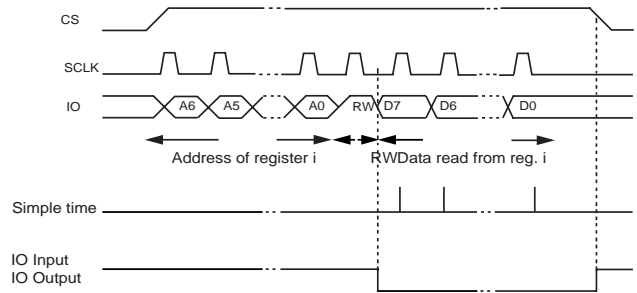 CS
SCLK
IO A6 A5 A0 RW D7 D6 D0
Address of register i RWData read from reg. i
Simple time
IO Input
IO Output